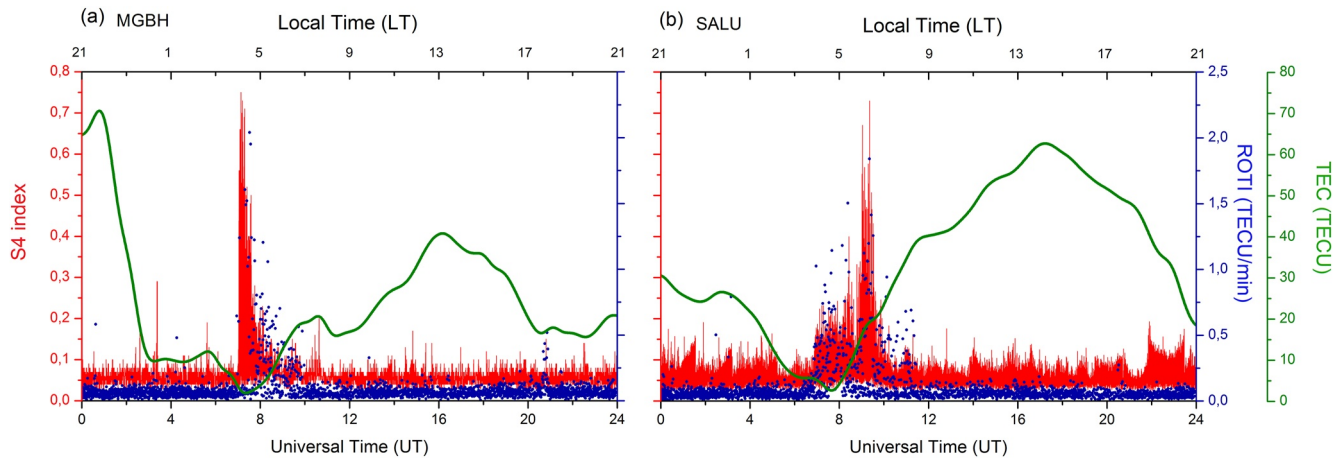 (a) MGBH
Local Time (LT)
21 1 5 9 13 17 21
0,8
0,7
0,6
0,5
0,4
0,3
0,2
0,1
0,0
S4 index
0 4 8 12 16 20 24
Universal Time (UT)
(b) SALU
Local Time (LT)
21 1 5 9 13 17 21
0 4 8 12 16 20 24
Universal Time (UT)
2,5
2,0
1,5
1,0
0,5
0,0
ROTI (TECU/min)
80
70
60
50
40
30
20
10
0
TEC (TECU)